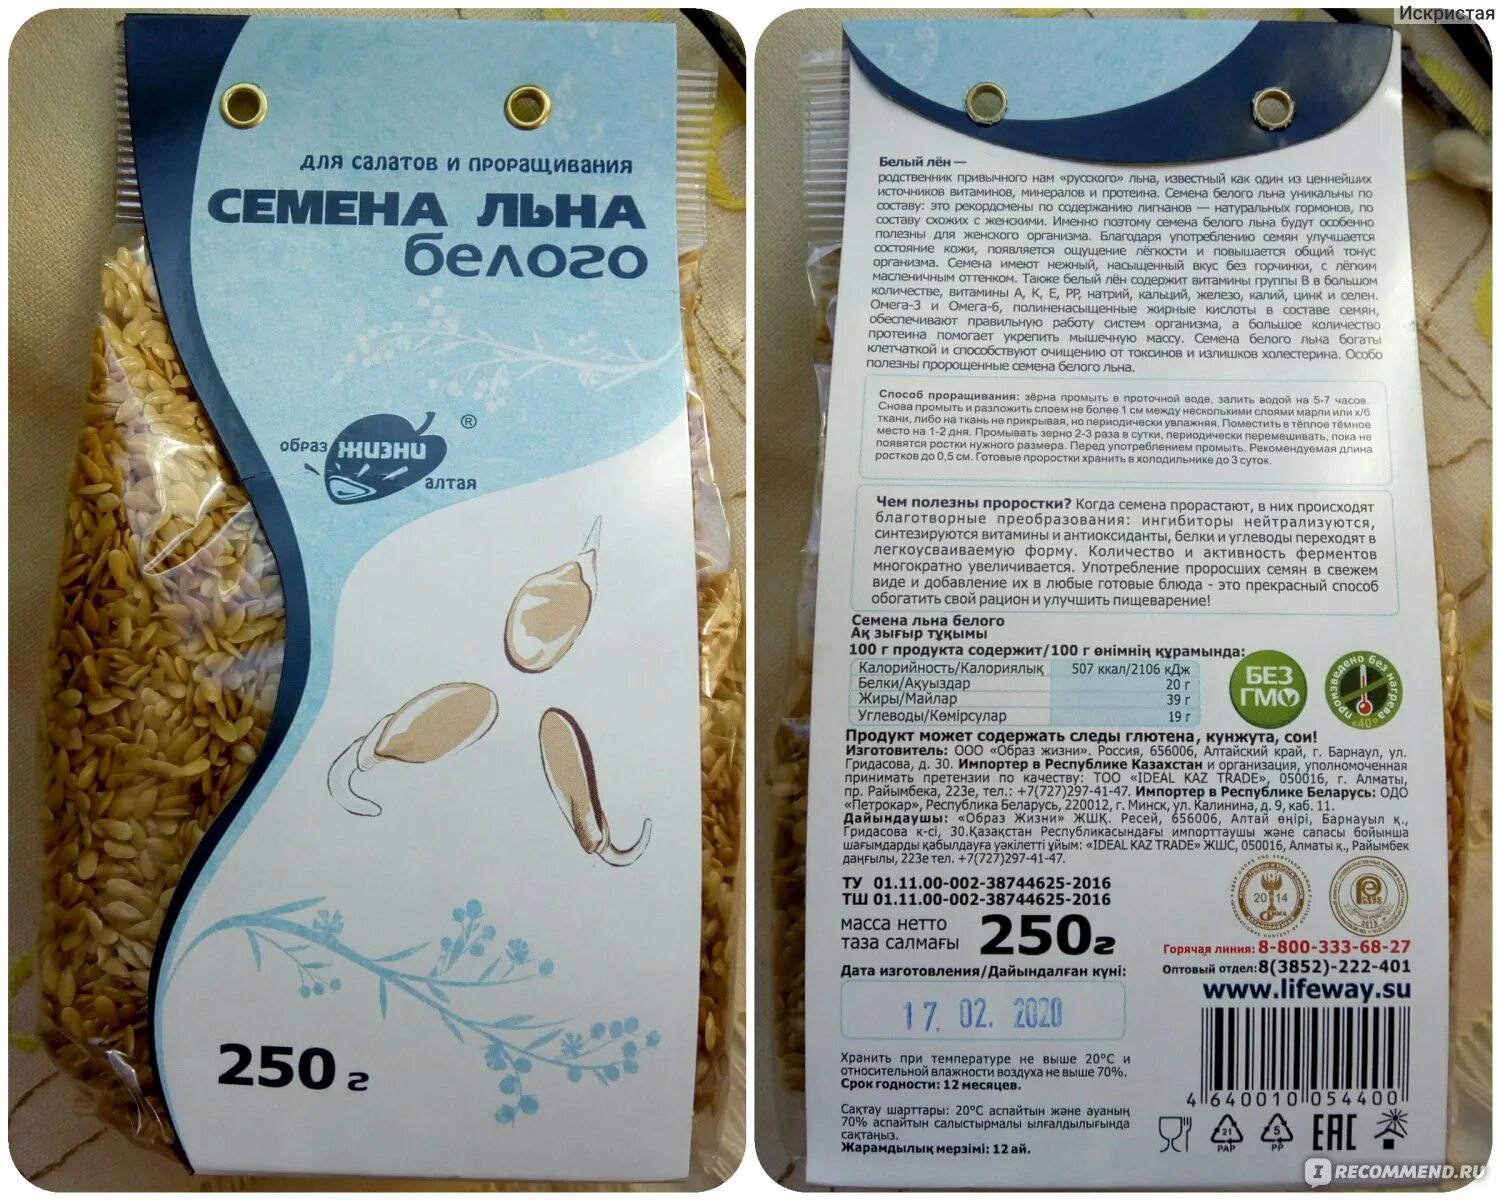 Искристая
для салатов и проращивания
СЕМЕНА ЛЬНА
белого
образ
ЖИЗНИ
®
алтая
250 г
Белый лён —
родственник привычного нам «русского» льна, известный как один из ценнейших
источников витаминов, минералов и протеина. Семена белого льна уникальны по
составу: это рекордсмены по содержанию лигнанов — натуральных гормонов, по
составу схожих с женскими. Именно поэтому семена белого льна будут особенно
полезны для женского организма. Благодаря употреблению семян улучшается
состояние кожи, появляется ощущение лёгкости и повышается общий тонус
организма. Семена имеют нежный, насыщенный вкус без горчинки, с лёгким
масленичным оттенком. Также белый лён содержит витамины группы В в большом
количестве, витамины А, К, Е, РР, натрий, кальций, железо, калий, цинк и селен.
Омега-3 и Омега-6, полиненасыщенные жирные кислоты в составе семян,
обеспечивают правильную работу систем организма, а большое количество
протеина помогает укрепить мышечную массу. Семена белого льна богаты
клетчаткой и способствуют очищению от токсинов и излишков холестерина. Особо
полезны пророщенные семена белого льна.
Способ проращивания: зёрна промыть в проточной воде, залить водой на 5-7 часов.
Снова промыть и разложить слоем не более 1 см между несколькими слоями марли или х/б
ткани, либо на ткань не прикрывая, но периодически увлажняя. Поместить в тёплое тёмное
место на 1-2 дня. Промывать зерно 2-3 раза в сутки, периодически перемешивать, пока не
появятся ростки нужного размера. Перед употреблением промыть. Рекомендуемая длина
ростков до 0,5 см. Готовые проростки хранить в холодильнике до 3 суток.
Чем полезны проростки? Когда семена прорастают, в них происходят
благотворные преобразования: ингибиторы нейтрализуются,
синтезируются витамины и антиоксиданты, белки и углеводы переходят в
легкоусваиваемую форму. Количество и активность ферментов
многократно увеличивается. Употребление проросших семян в свежем
виде и добавление их в любые готовые блюда - это прекрасный способ
обогатить свой рацион и улучшить пищеварение!
Семена льна белого
Ақ зығыр тұқымы
100 г продукта содержит/100 г өнімнің құрамында:
Калорийность/Калориялық 507 ккал/2106 кДж
Белки/Ақуыздар 20 г
Жиры/Майлар 39 г
Углеводы/Көмірсулар 19 г
БЕЗ
ГМО
произведено без нагрева
<40°
Продукт может содержать следы глютена, кунжута, сои!
Изготовитель: ООО «Образ жизни». Россия, 656006, Алтайский край, г. Барнаул, ул.
Гридасова, д. 30. Импортер в Республике Казахстан и организация, уполномоченная
принимать претензии по качеству: ТОО «IDEAL KAZ TRADE», 050016, г. Алматы,
пр. Райымбека, 223е, тел.: +7(727)297-41-47. Импортер в Республике Беларусь: ОДО
«Петрокар», Республика Беларусь, 220012, г. Минск, ул. Калинина, д. 9, каб. 11.
Дайындаушы: «Образ Жизни» ЖШҚ. Ресей, 656006, Алтай өңірі, Барнауыл қ.,
Гридасова к-сі, 30.Қазақстан Республикасындағы импорттаушы және сапасы бойынша
шағымдарды қабылдауға уәкілетті ұйым: «IDEAL KAZ TRADE» ЖШС, 050016, Алматы қ., Райымбек
даңғылы, 223е тел. +7(727)297-41-47.
ТУ 01.11.00-002-38744625-2016
ТШ 01.11.00-002-38744625-2016
масса нетто
таза салмағы 250г
2014
Горячая линия: 8-800-333-68-27
Оптовый отдел: 8(3852)-222-401
www.lifeway.su
Дата изготовления/Дайындалған күні:
17. 02. 2020
Хранить при температуре не выше 20°С и
относительной влажности воздуха не выше 70%.
Срок годности: 12 месяцев.
Сақтау шарттары: 20°С аспайтын және ауаның
70% аспайтын салыстырмалы ылғалдылығында
сақтаңыз.
Жарамдылық мерзімі: 12 ай.
4 640010 054400
21
PAP
5
PP
EAC
IRECOMMEND.RU